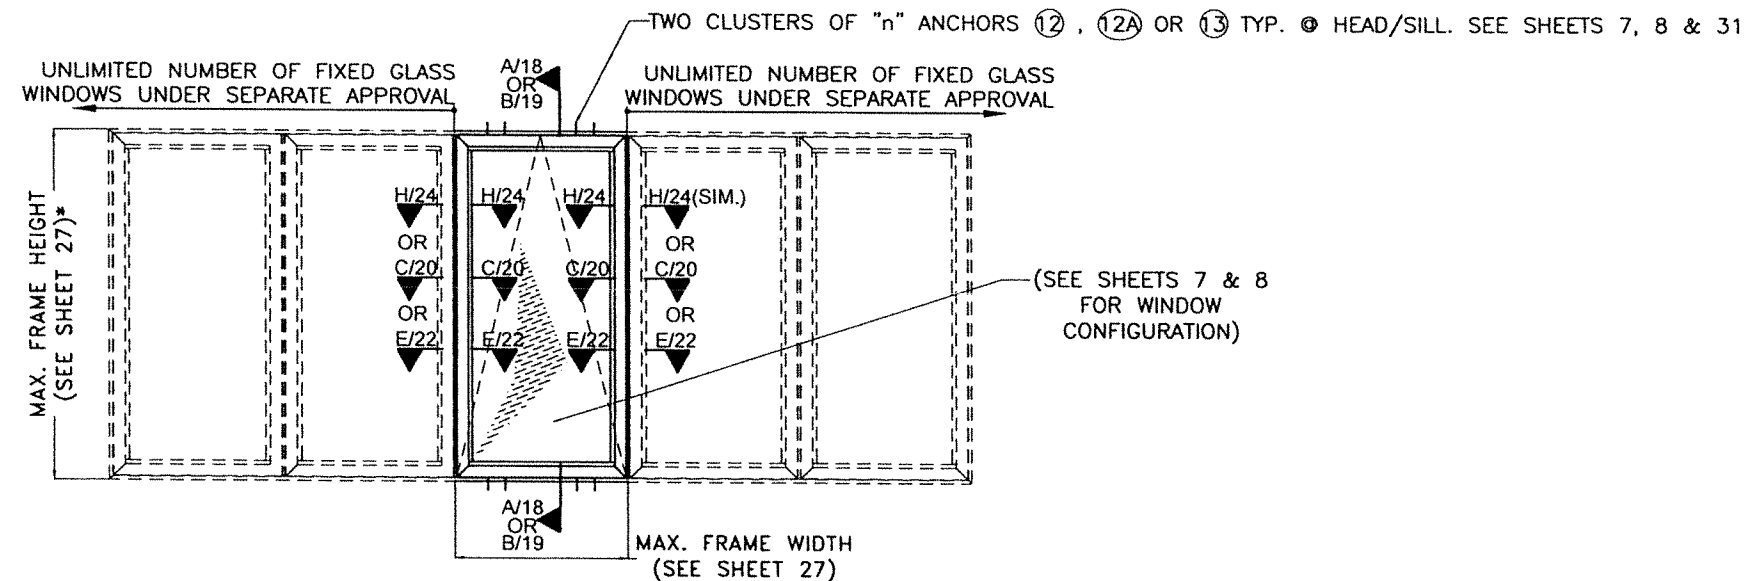 TWO CLUSTERS OF "n" ANCHORS 12 , 12A OR 13 TYP. @ HEAD/SILL. SEE SHEETS 7, 8 & 31
UNLIMITED NUMBER OF FIXED GLASS
WINDOWS UNDER SEPARATE APPROVAL
A/18
OR
B/19
UNLIMITED NUMBER OF FIXED GLASS
WINDOWS UNDER SEPARATE APPROVAL
MAX. FRAME HEIGHT
(SEE SHEET 27)*
H/24 H/24 H/24 H/24(SIM.)
OR OR
C/20 C/20 C/20 C/20
OR OR
E/22 E/22 E/22 E/22
(SEE SHEETS 7 & 8
FOR WINDOW
CONFIGURATION)
A/18
OR
B/19
MAX. FRAME WIDTH
(SEE SHEET 27)